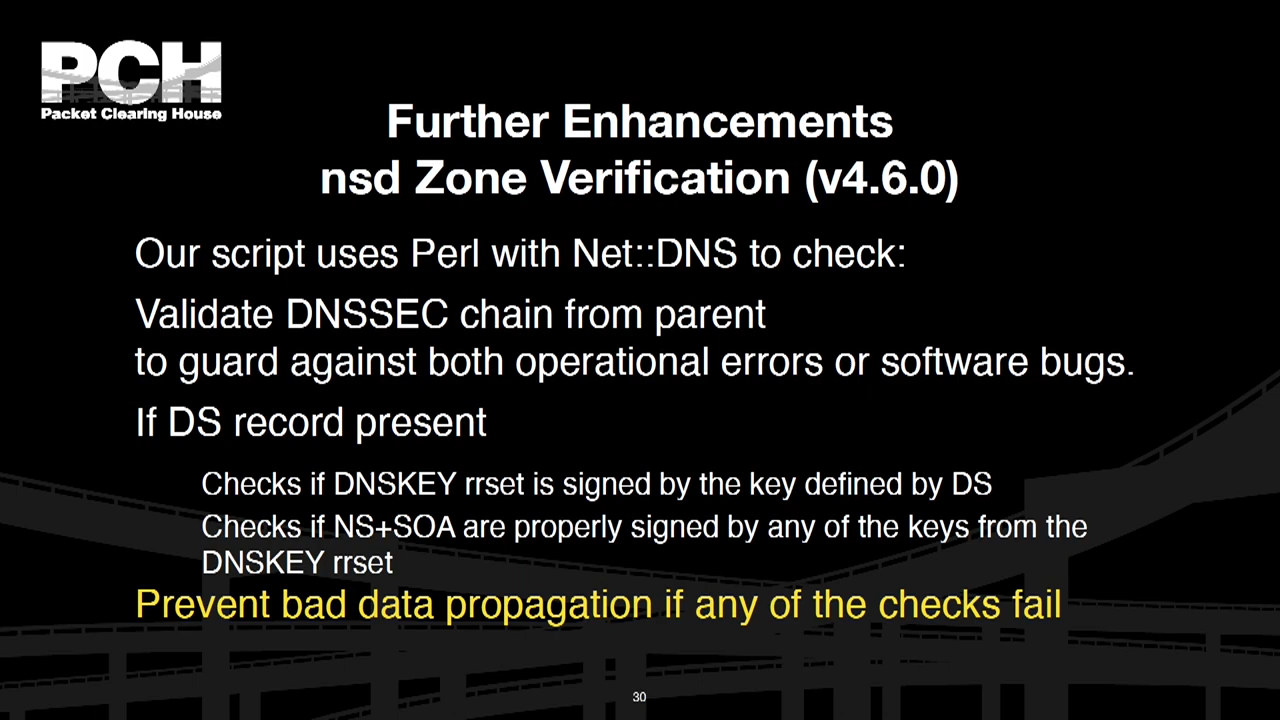 PCH
Packet Clearing House
Further Enhancements
nsd Zone Verification (v4.6.0)
Our script uses Perl with Net::DNS to check:
Validate DNSSEC chain from parent
to guard against both operational errors or software bugs.
If DS record present
Checks if DNSKEY rrset is signed by the key defined by DS
Checks if NS+SOA are properly signed by any of the keys from the
DNSKEY rrset
Prevent bad data propagation if any of the checks fail
30